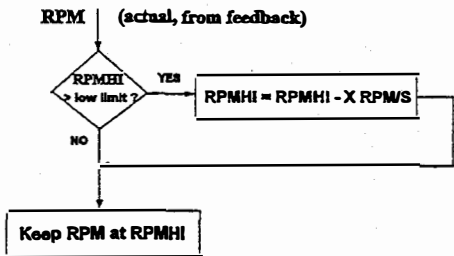 RPM (actual, from feedback)
RPMHI
> low limit ?
YES
RPMHI = RPMHI - X RPM/S
NO
Keep RPM at RPMHI